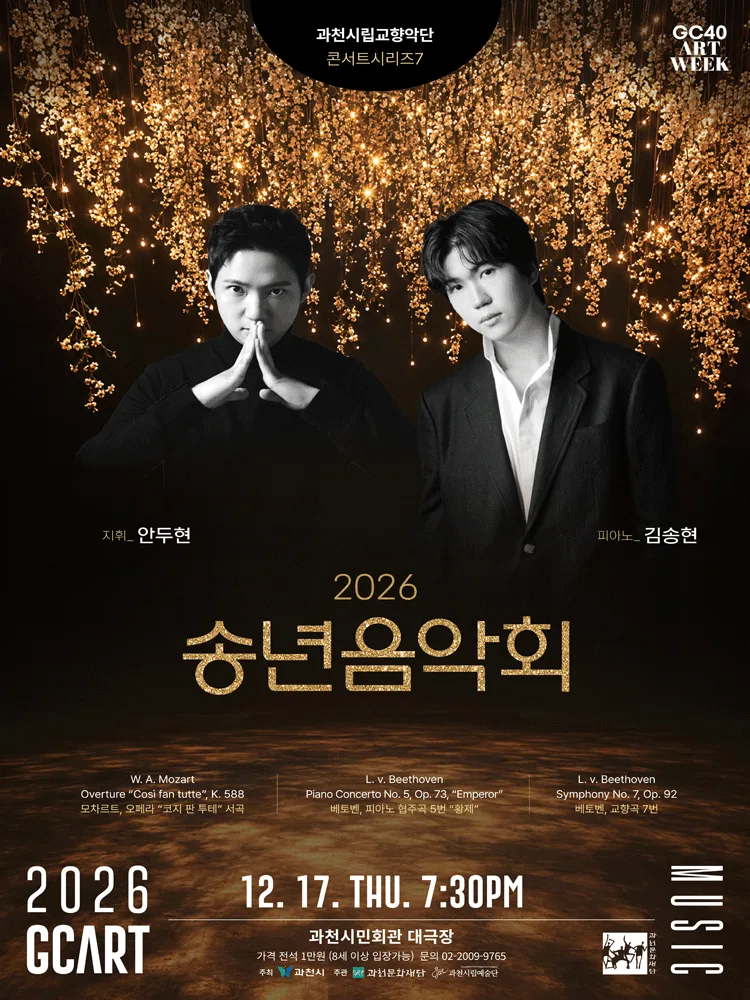 과천시립교향악단
콘서트시리즈7
GC40
ART
WEEK
지휘_ 안두현
피아노_ 김송현
2026
송년음악회
W. A. Mozart
Overture “Così fan tutte”, K. 588
모차르트, 오페라 “코지 판 투테” 서곡
L. v. Beethoven
Piano Concerto No. 5, Op. 73, “Emperor”
베토벤, 피아노 협주곡 5번 “황제”
L. v. Beethoven
Symphony No. 7, Op. 92
베토벤, 교향곡 7번
2026
GCART
12. 17. THU. 7:30PM
과천시민회관 대극장
가격 전석 1만원 (8세 이상 입장가능) 문의 02-2009-9765
주최 과천시 주관 과천문화재단 과천시립예술단
과천문화재단
MUSIC